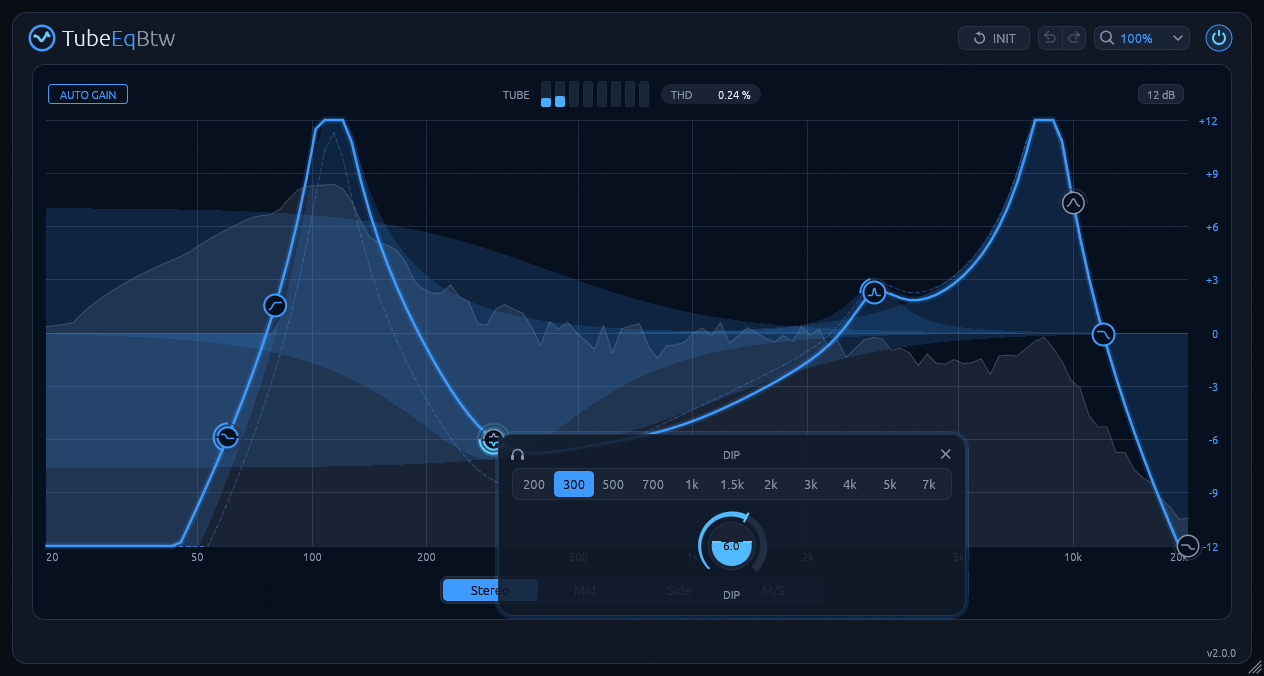 TubeEqBtw
INIT
100%
AUTO GAIN
TUBE
THD 0.24 %
12 dB
+12
+9
+6
+3
0
-3
-6
-9
-12
DIP
200 300 500 700 1k 1.5k 2k 3k 4k 5k 7k
6.0
DIP
20 50 100 200 500 1k 2k 5k 10k 20k
Stereo Mid Side M/S
v2.0.0